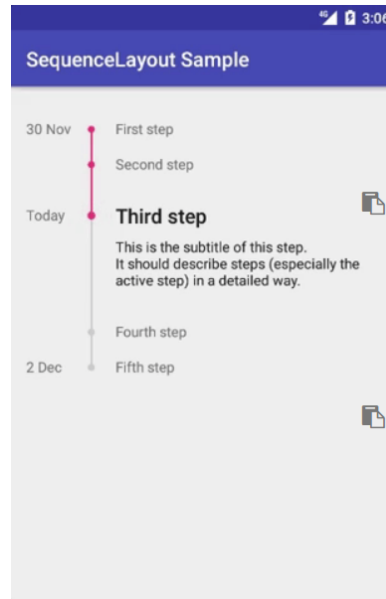 4G 3:06
SequenceLayout Sample
30 Nov First step
Second step
Today Third step
This is the subtitle of this step.
It should describe steps (especially the
active step) in a detailed way.
Fourth step
2 Dec Fifth step